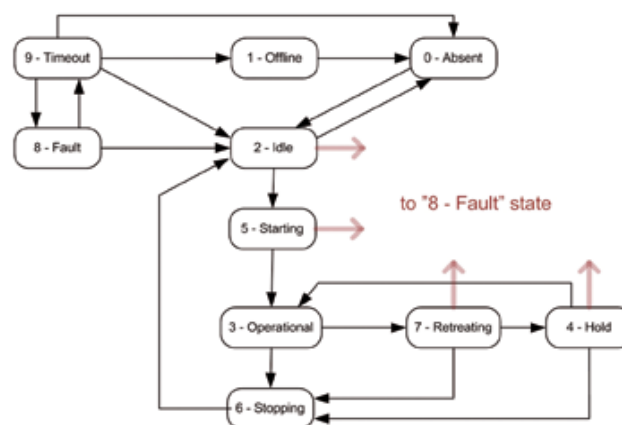 9 - Timeout
1 - Offline
0 - Absent
8 - Fault
2 - Idle
to "8 - Fault" state
5 - Starting
3 - Operational
7 - Retreating
4 - Hold
6 - Stopping